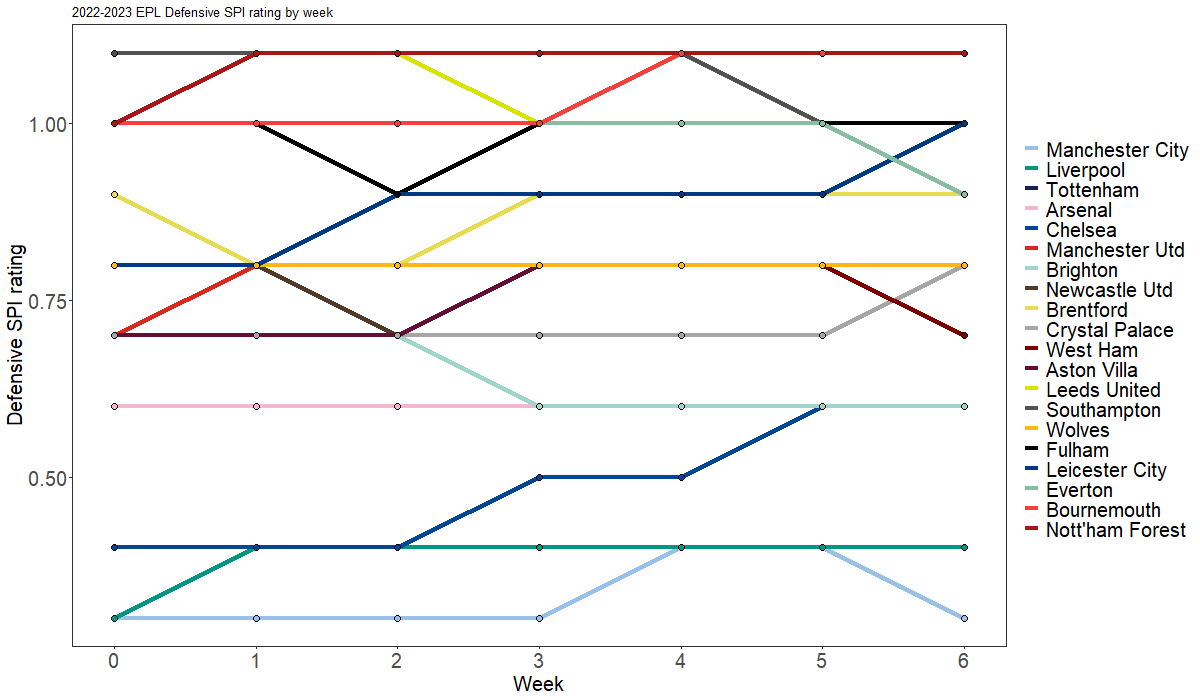 2022-2023 EPL Defensive SPI rating by week
Defensive SPI rating
1.00
0.75
0.50
0 1 2 3 4 5 6
Week
Manchester City
Liverpool
Tottenham
Arsenal
Chelsea
Manchester Utd
Brighton
Newcastle Utd
Brentford
Crystal Palace
West Ham
Aston Villa
Leeds United
Southampton
Wolves
Fulham
Leicester City
Everton
Bournemouth
Nott'ham Forest